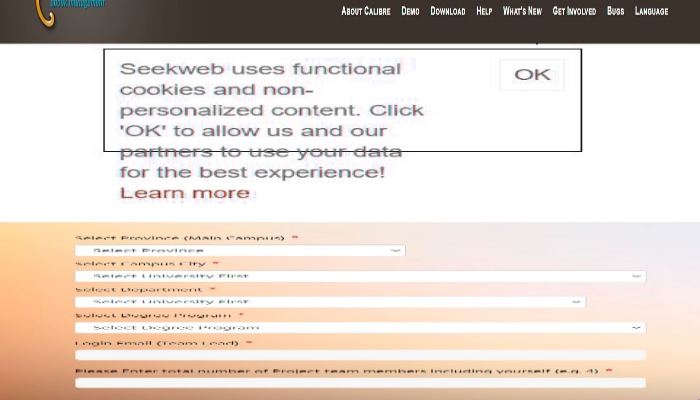 ebook management
About Calibre Demo Download Help What's New Get Involved Bugs Language
Seekweb uses functional
cookies and non-
personalized content. Click
'OK' to allow us and our
partners to use your data
for the best experience!
Learn more
OK
Select Province (Main Campus) *
Select Province
Select Campus City *
Select University First
Select Department *
Select University First
Select Degree Program *
Select Degree Program
Login Email (Team Lead) *
Please Enter total number of Project team members including yourself (e.g. 4) *